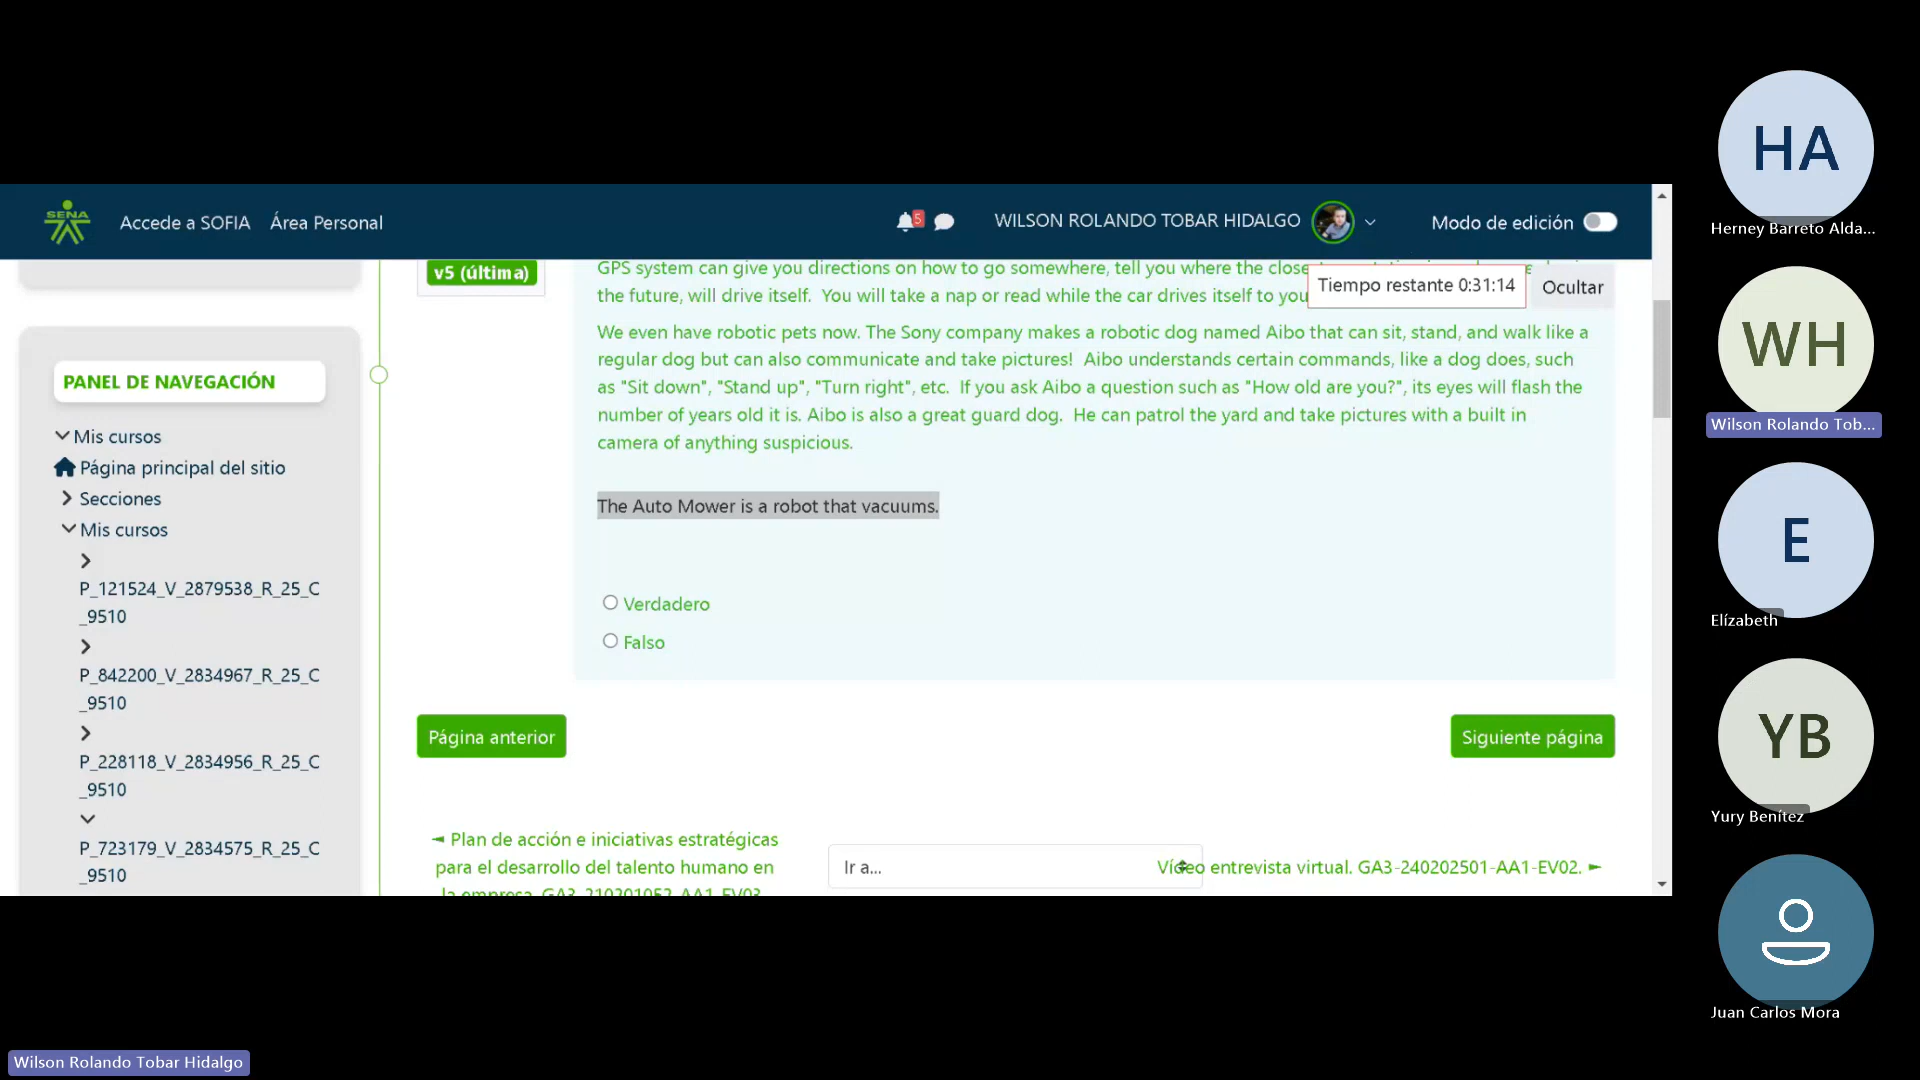 SENA
Accede a SOFIA
Área Personal
5
WILSON ROLANDO TOBAR HIDALGO
Modo de edición
v5 (última)
GPS system can give you directions on how to go somewhere, tell you where the
the future, will drive itself. You will take a nap or read while the car drives itself to
Tiempo restante 0:31:14
Ocultar
We even have robotic pets now. The Sony company makes a robotic dog named Aibo that can sit, stand, and walk like a
regular dog but can also communicate and take pictures! Aibo understands certain commands, like a dog does, such
as "Sit down", "Stand up", "Turn right", etc. If you ask Aibo a question such as "How old are you?", its eyes will flash the
number of years old it is. Aibo is also a great guard dog. He can patrol the yard and take pictures with a built in
camera of anything suspicious.
The Auto Mower is a robot that vacuums.
Verdadero
Falso
Página anterior
Siguiente página
◄ Plan de acción e iniciativas estratégicas
para el desarrollo del talento humano en
la empresa. GA3-210201052-AA1-EV03.
Ir a...
Vídeo entrevista virtual. GA3-240202501-AA1-EV02. ►
PANEL DE NAVEGACIÓN
Mis cursos
Página principal del sitio
Secciones
Mis cursos
P_121524_V_2879538_R_25_C
_9510
P_842200_V_2834967_R_25_C
_9510
P_228118_V_2834956_R_25_C
_9510
P_723179_V_2834575_R_25_C
_9510
HA
Herney Barreto Alda...
WH
Wilson Rolando Tob...
E
Elízabeth
YB
Yury Benítez
Juan Carlos Mora
Wilson Rolando Tobar Hidalgo